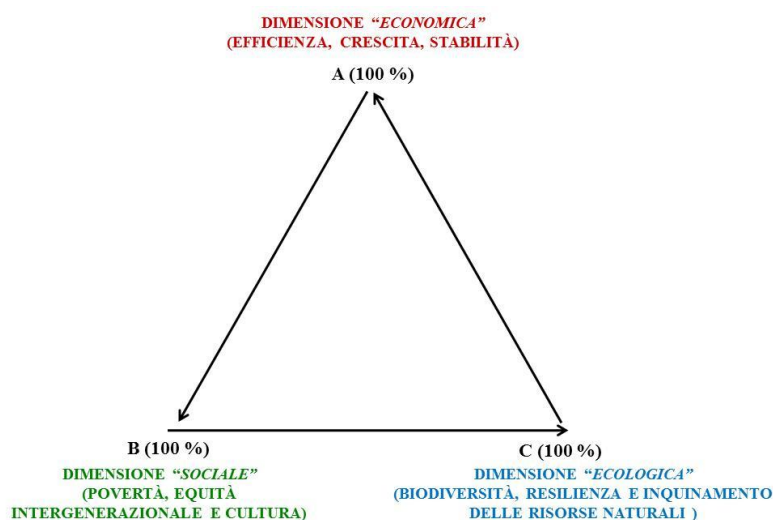 DIMENSIONE “ECONOMICA”
(EFFICIENZA, CRESCITA, STABILITÀ)
A (100 %)
B (100 %)
DIMENSIONE “SOCIALE”
(POVERTÀ, EQUITÀ
INTERGENERAZIONALE E CULTURA)
C (100 %)
DIMENSIONE “ECOLOGICA”
(BIODIVERSITÀ, RESILIENZA E INQUINAMENTO
DELLE RISORSE NATURALI )